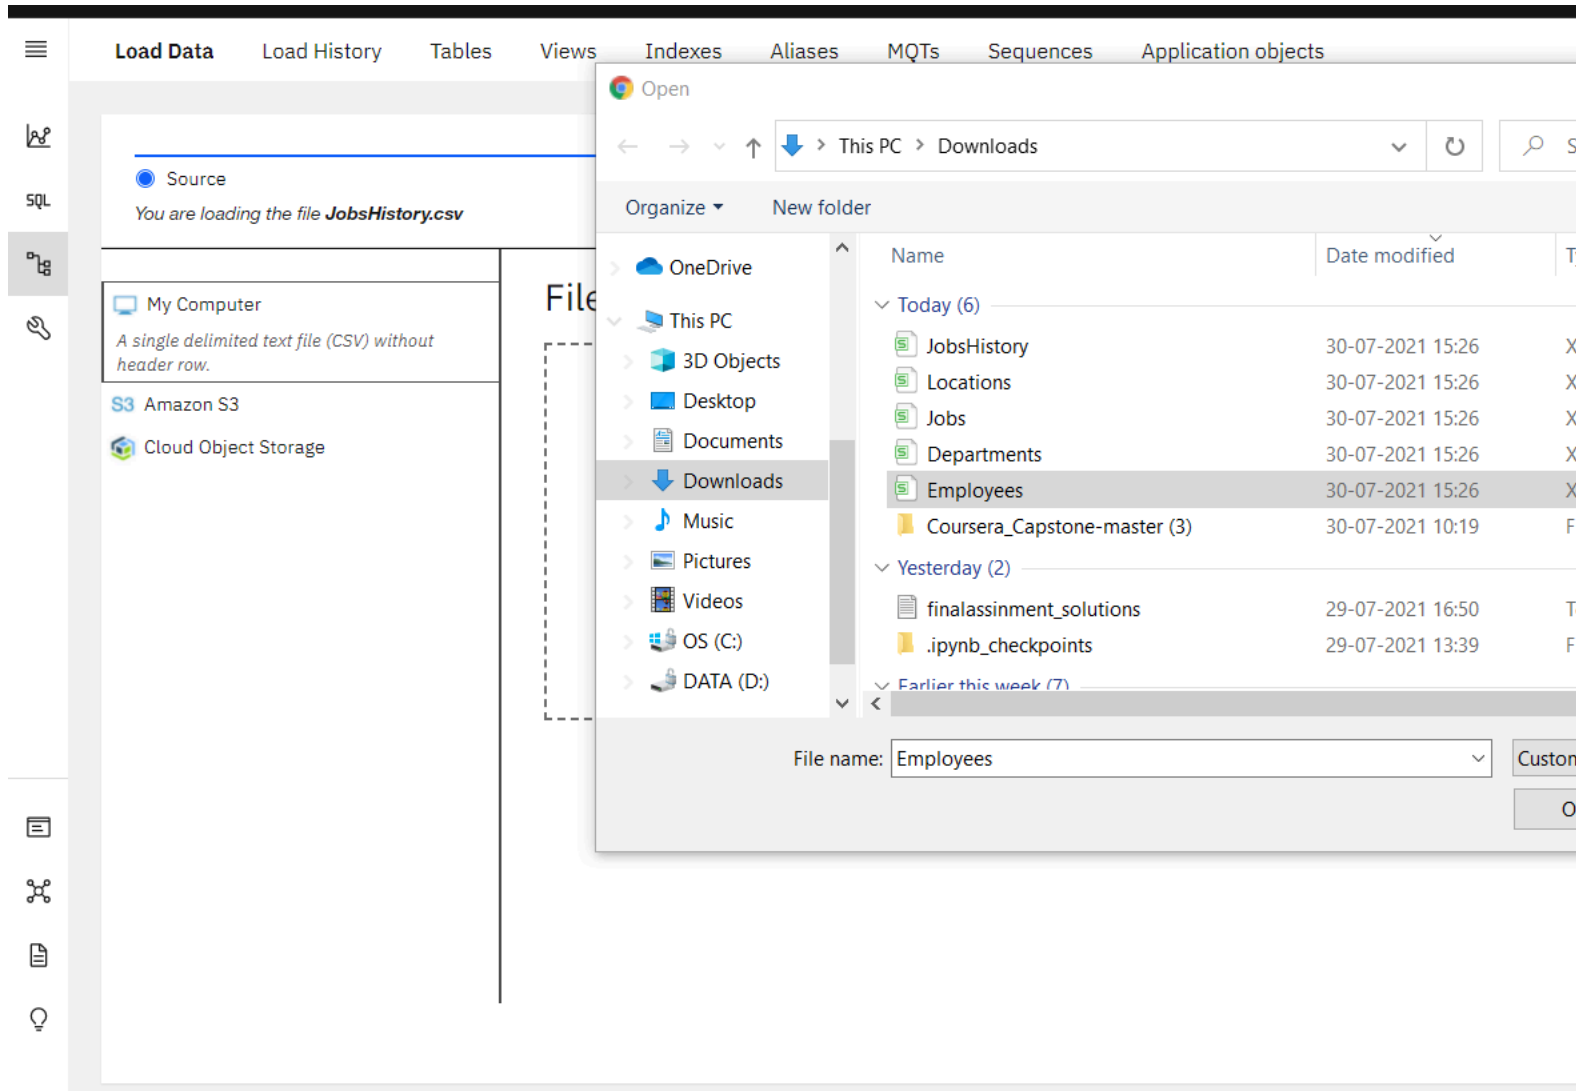 Load Data Load History Tables Views Indexes Aliases MQTs Sequences Application objects
Open
This PC > Downloads
Source
SQL
You are loading the file JobsHistory.csv
Organize New folder
OneDrive
Name Date modified
My Computer
File
This PC
Today (6)
A single delimited text file (CSV) without
header row.
3D Objects
JobsHistory 30-07-2021 15:26 X
Desktop
Locations 30-07-2021 15:26 X
S3 Amazon S3
Documents
Jobs 30-07-2021 15:26 X
Cloud Object Storage
Departments 30-07-2021 15:26 X
Downloads
Employees 30-07-2021 15:26 X
Music
Coursera_Capstone-master (3) 30-07-2021 10:19 F
Pictures
Yesterday (2)
Videos
finalassinment_solutions 29-07-2021 16:50 T
OS (C:)
.ipynb_checkpoints 29-07-2021 13:39 F
DATA (D:)
Earlier this week (7)
File name: Employees Custom
O